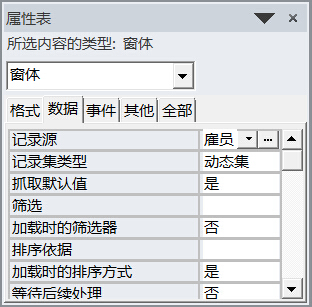 属性表
所选内容的类型: 窗体
窗体
格式 数据 事件 其他 全部
记录源 雇员
记录集类型 动态集
抓取默认值 是
筛选
加载时的筛选器 否
排序依据
加载时的排序方式 是
等待后续处理 否